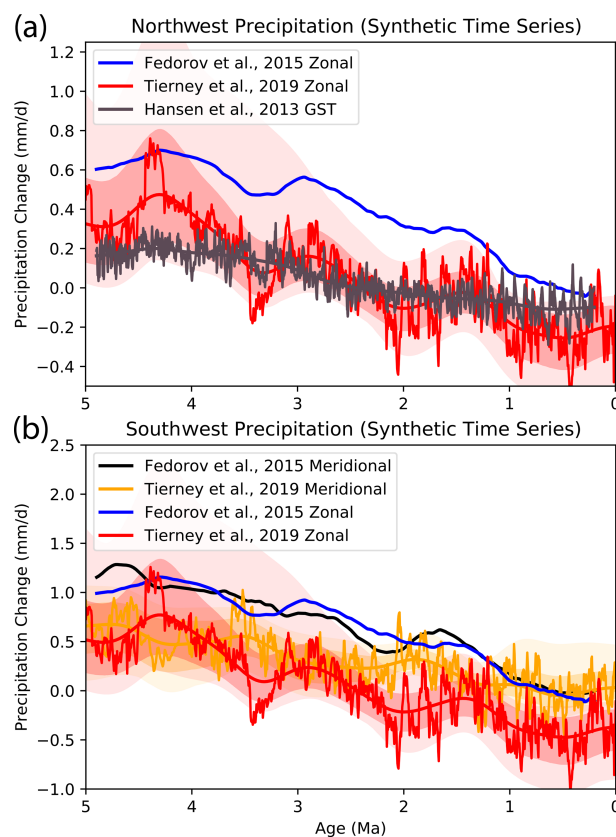 (a)
Northwest Precipitation (Synthetic Time Series)
Precipitation Change (mm/d)
1.2
1.0
0.8
0.6
0.4
0.2
0.0
−0.2
−0.4
Fedorov et al., 2015 Zonal
Tierney et al., 2019 Zonal
Hansen et al., 2013 GST
5 4 3 2 1 0
(b)
Southwest Precipitation (Synthetic Time Series)
Precipitation Change (mm/d)
2.5
2.0
1.5
1.0
0.5
0.0
−0.5
−1.0
Fedorov et al., 2015 Meridional
Tierney et al., 2019 Meridional
Fedorov et al., 2015 Zonal
Tierney et al., 2019 Zonal
5 4 3 2 1 0
Age (Ma)